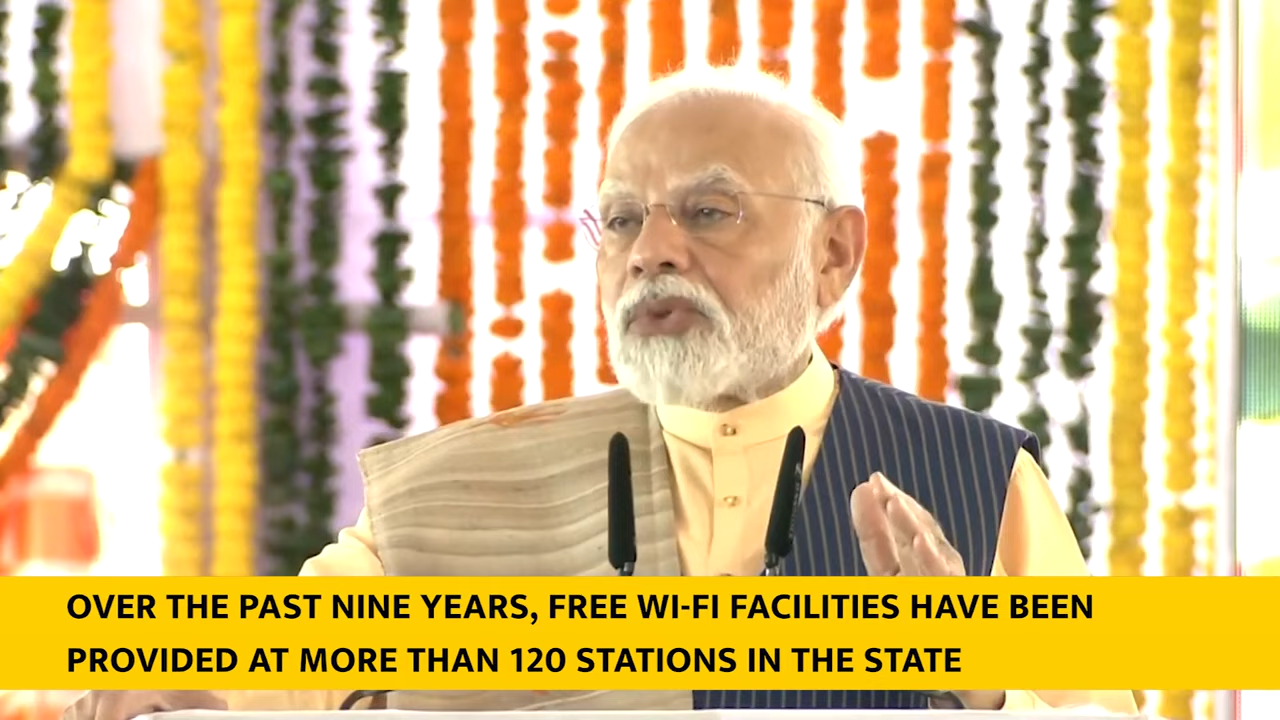 OVER THE PAST NINE YEARS, FREE WI-FI FACILITIES HAVE BEEN
PROVIDED AT MORE THAN 120 STATIONS IN THE STATE